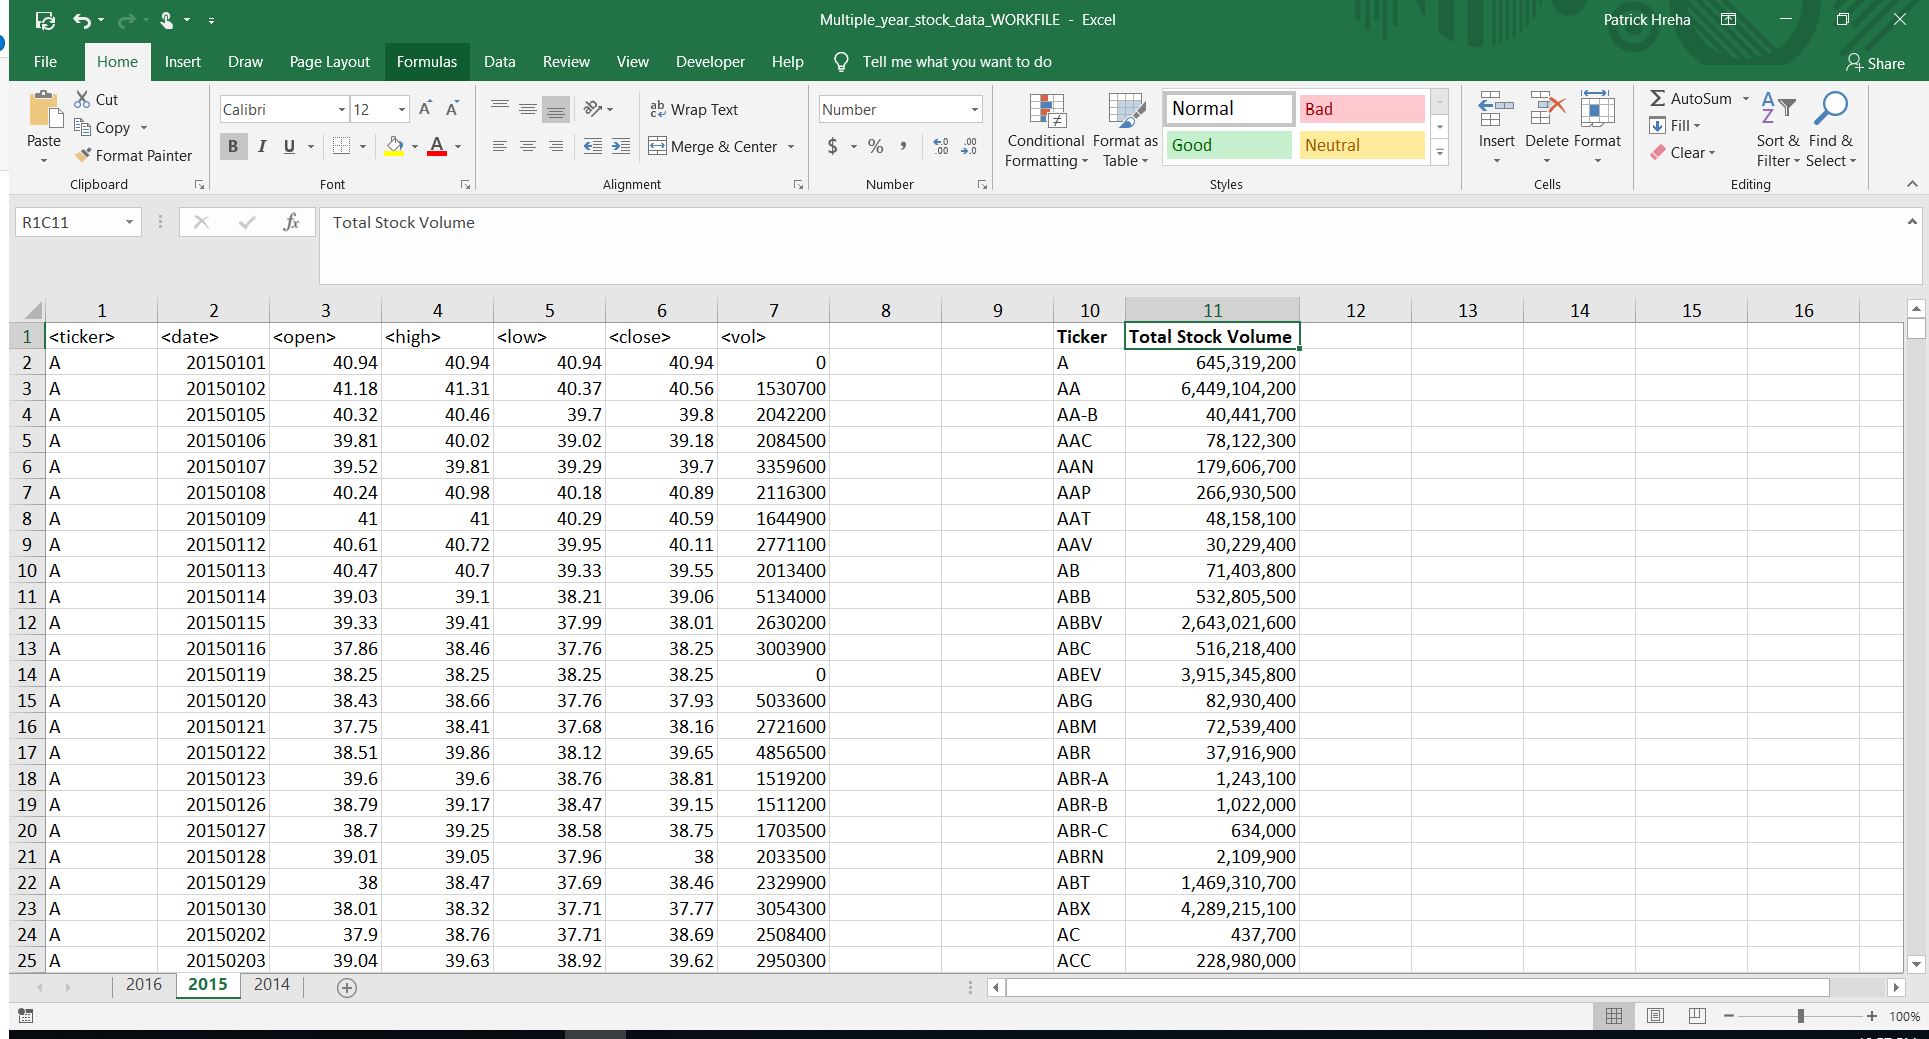 Multiple_year_stock_data_WORKFILE - Excel
Patrick Hreha
File Home Insert Draw Page Layout Formulas Data Review View Developer Help Tell me what you want to do Share
Paste Cut Copy Format Painter Clipboard
Calibri 12 B I U A Font
Wrap Text Merge & Center Alignment
Number $ % Number
Conditional Formatting Format as Table Normal Bad Good Neutral Styles
Insert Delete Format Cells
AutoSum Fill Clear Sort & Filter Find & Select Editing
R1C11 fx Total Stock Volume
1 2 3 4 5 6 7 8 9 10 11 12 13 14 15 16
1 <ticker> <date> <open> <high> <low> <close> <vol> Ticker Total Stock Volume
2 A 20150101 40.94 40.94 40.94 40.94 0 A 645,319,200
3 A 20150102 41.18 41.31 40.37 40.56 1530700 AA 6,449,104,200
4 A 20150105 40.32 40.46 39.7 39.8 2042200 AA-B 40,441,700
5 A 20150106 39.81 40.02 39.02 39.18 2084500 AAC 78,122,300
6 A 20150107 39.52 39.81 39.29 39.7 3359600 AAN 179,606,700
7 A 20150108 40.24 40.98 40.18 40.89 2116300 AAP 266,930,500
8 A 20150109 41 41 40.29 40.59 1644900 AAT 48,158,100
9 A 20150112 40.61 40.72 39.95 40.11 2771100 AAV 30,229,400
10 A 20150113 40.47 40.7 39.33 39.55 2013400 AB 71,403,800
11 A 20150114 39.03 39.1 38.21 39.06 5134000 ABB 532,805,500
12 A 20150115 39.33 39.41 37.99 38.01 2630200 ABBV 2,643,021,600
13 A 20150116 37.86 38.46 37.76 38.25 3003900 ABC 516,218,400
14 A 20150119 38.25 38.25 38.25 38.25 0 ABEV 3,915,345,800
15 A 20150120 38.43 38.66 37.76 37.93 5033600 ABG 82,930,400
16 A 20150121 37.75 38.41 37.68 38.16 2721600 ABM 72,539,400
17 A 20150122 38.51 39.86 38.12 39.65 4856500 ABR 37,916,900
18 A 20150123 39.6 39.6 38.76 38.81 1519200 ABR-A 1,243,100
19 A 20150126 38.79 39.17 38.47 39.15 1511200 ABR-B 1,022,000
20 A 20150127 38.7 39.25 38.58 38.75 1703500 ABR-C 634,000
21 A 20150128 39.01 39.05 37.96 38 2033500 ABRN 2,109,900
22 A 20150129 38 38.47 37.69 38.46 2329900 ABT 1,469,310,700
23 A 20150130 38.01 38.32 37.71 37.77 3054300 ABX 4,289,215,100
24 A 20150202 37.9 38.76 37.71 38.69 2508400 AC 437,700
25 A 20150203 39.04 39.63 38.92 39.62 2950300 ACC 228,980,000
2016 2015 2014
100%